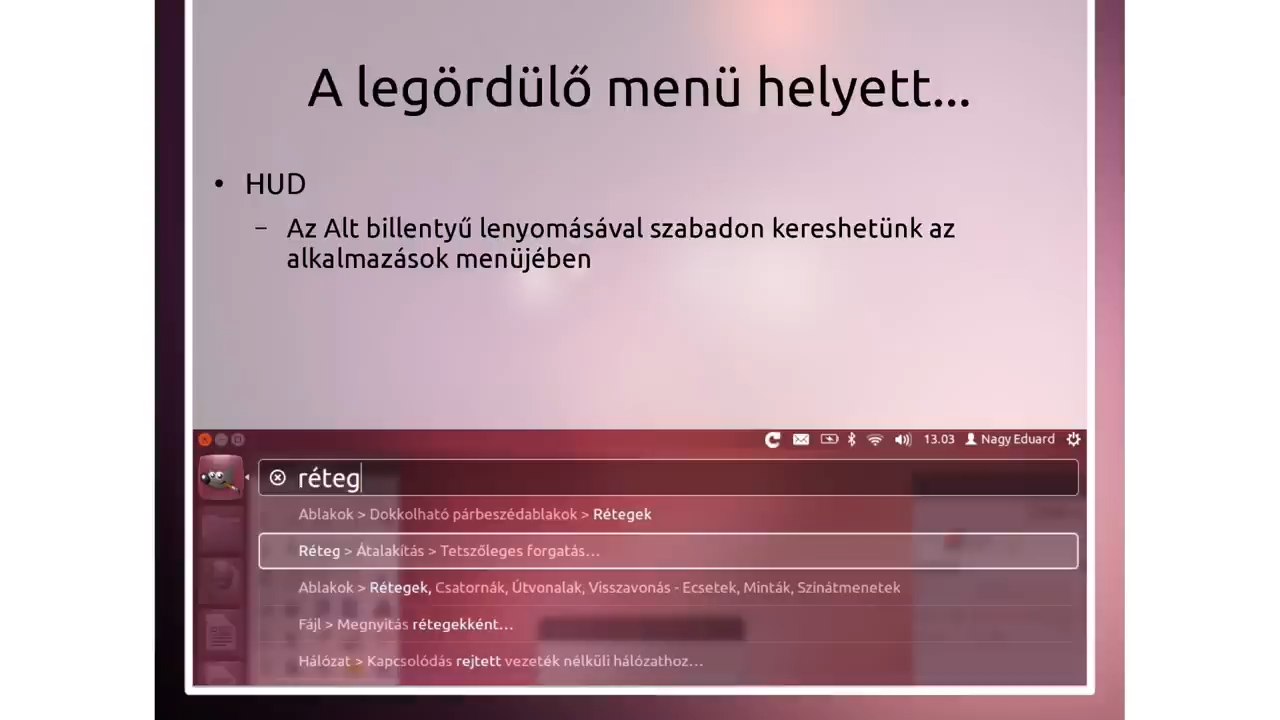 A legördülő menü helyett...
• HUD
– Az Alt billentyű lenyomásával szabadon kereshetünk az
alkalmazások menüjében
13.03 Nagy Eduard
réteg
Ablakok > Dokkolható párbeszédablakok > Rétegek
Réteg > Átalakítás > Tetszőleges forgatás...
Ablakok > Rétegek, Csatornák, Útvonalak, Visszavonás - Ecsetek, Minták, Színátmenetek
Fájl > Megnyitás rétegekként...
Hálózat > Kapcsolódás rejtett vezeték nélküli hálózathoz...